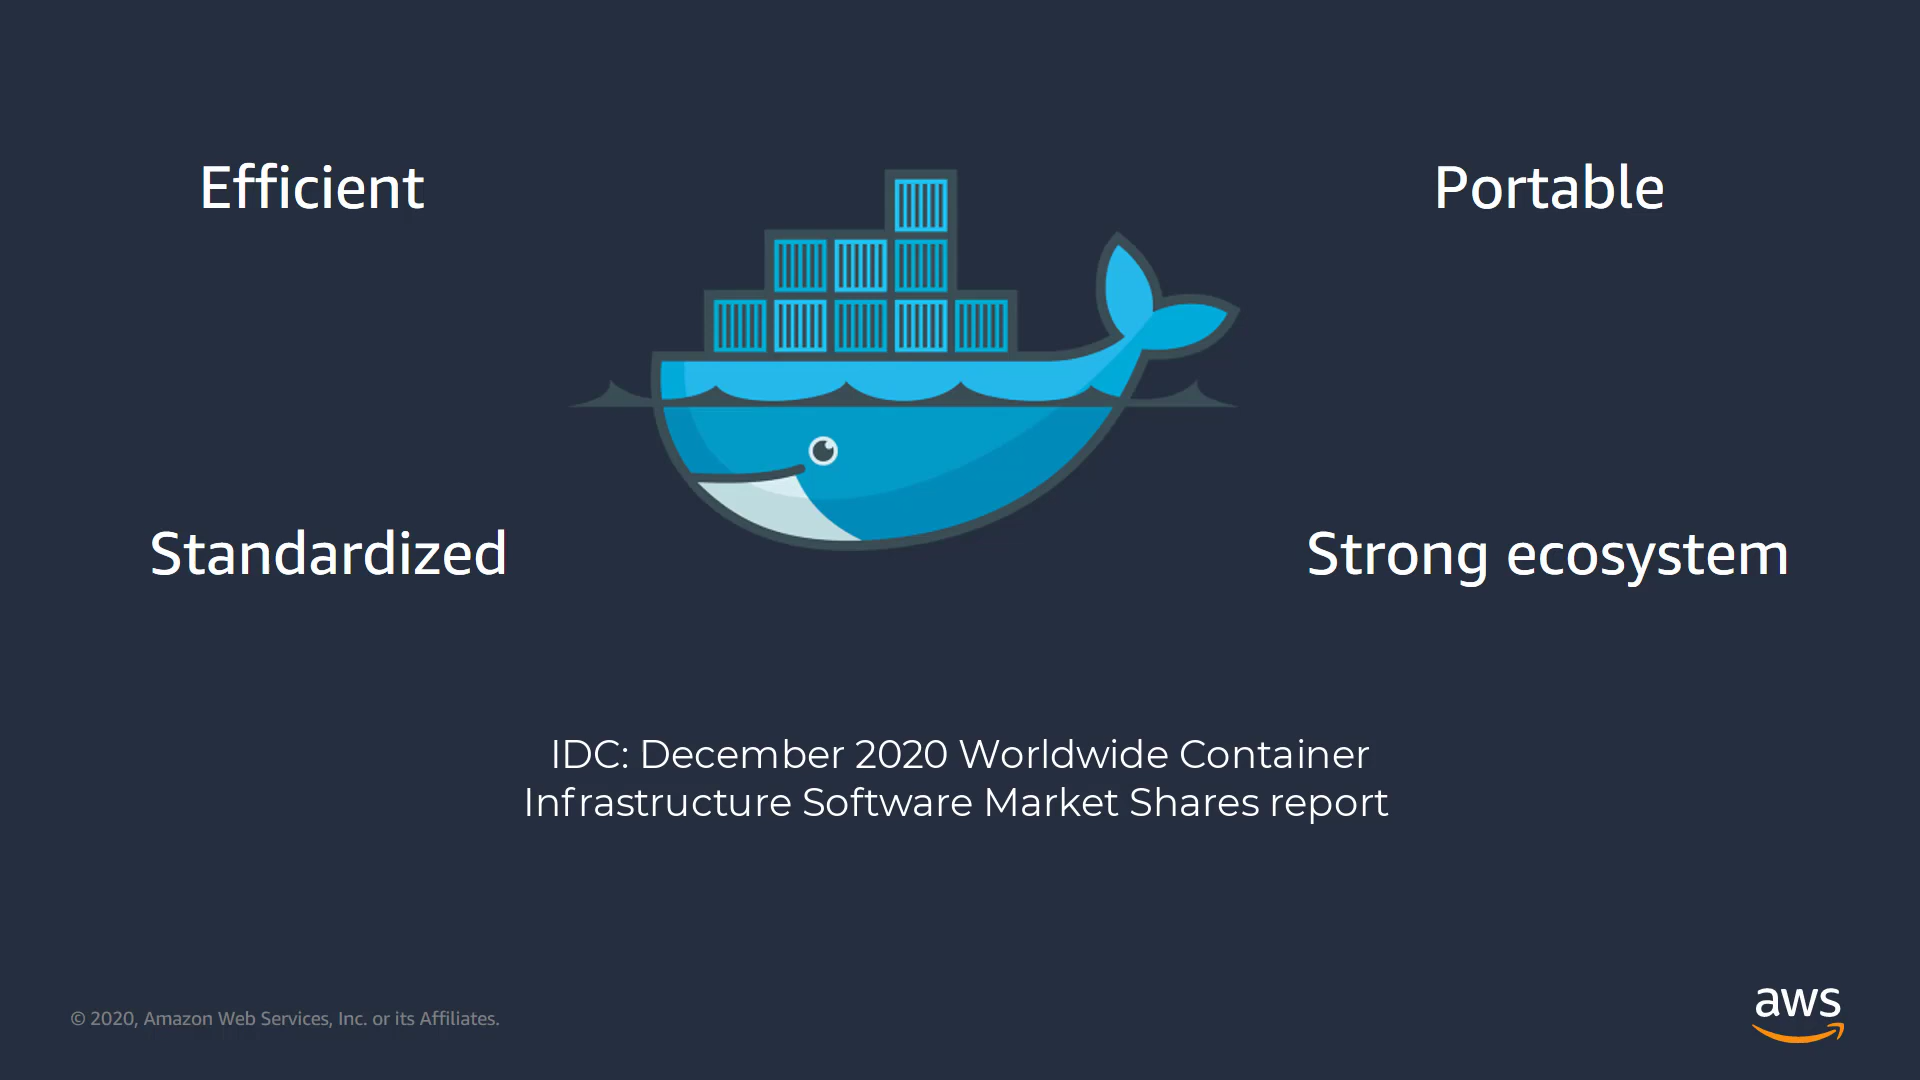 Efficient
Portable
Standardized
Strong ecosystem
IDC: December 2020 Worldwide Container
Infrastructure Software Market Shares report
© 2020, Amazon Web Services, Inc. or its Affiliates.
aws